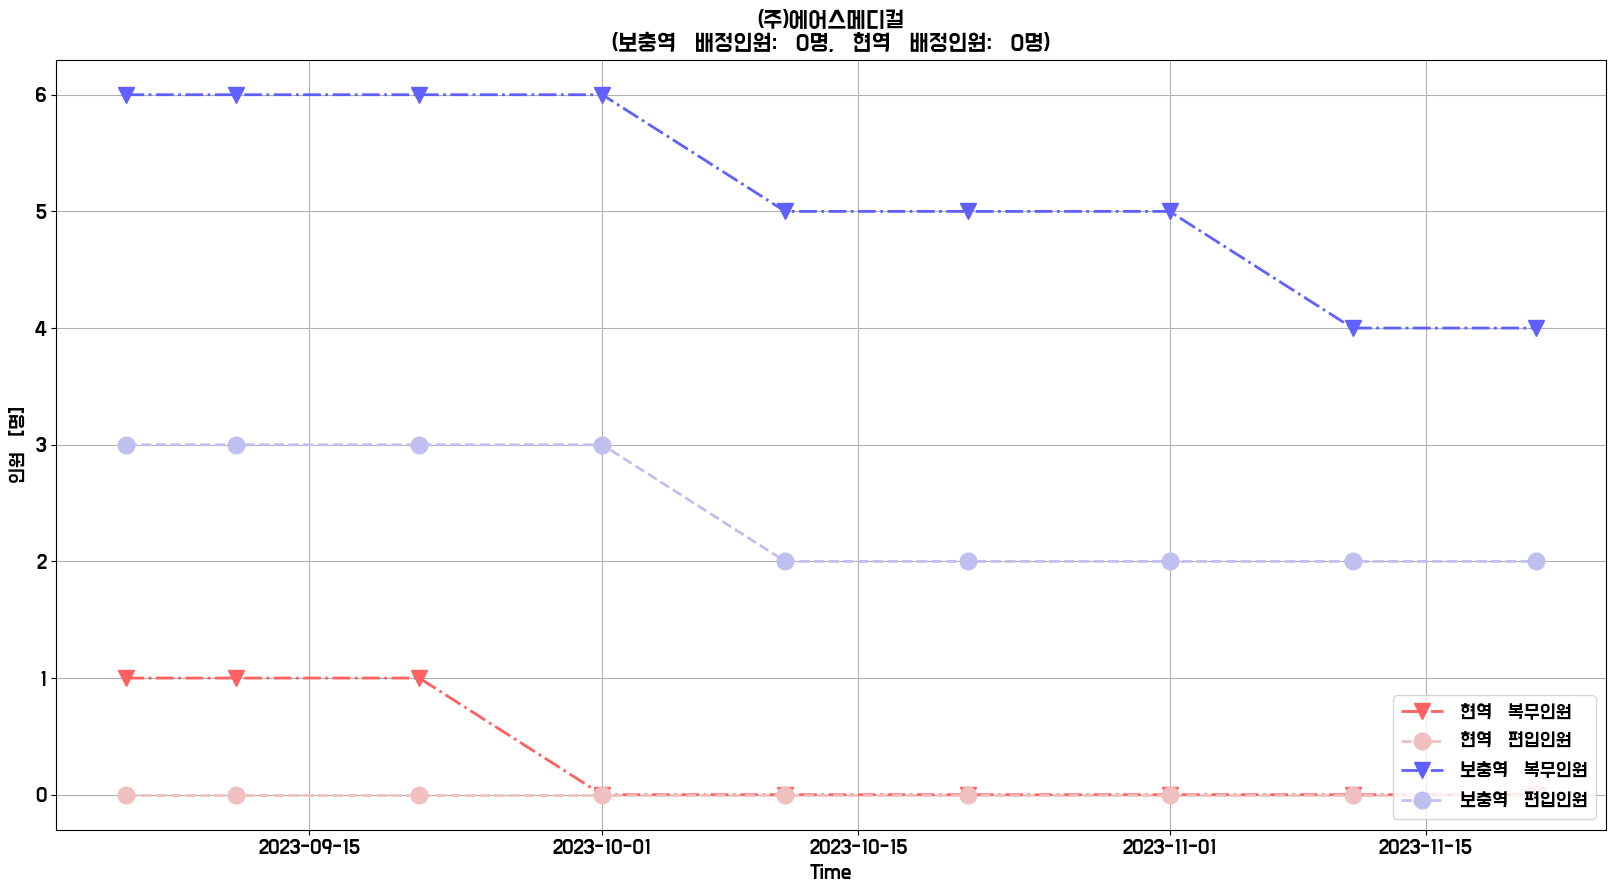 (주)에어스메디컬
(보충역 배정인원: 0명, 현역 배정인원: 0명)
6
5
4
3
2
1
0
인원 [명]
2023-09-15 2023-10-01 2023-10-15 2023-11-01 2023-11-15
Time
현역 복무인원
현역 편입인원
보충역 복무인원
보충역 편입인원